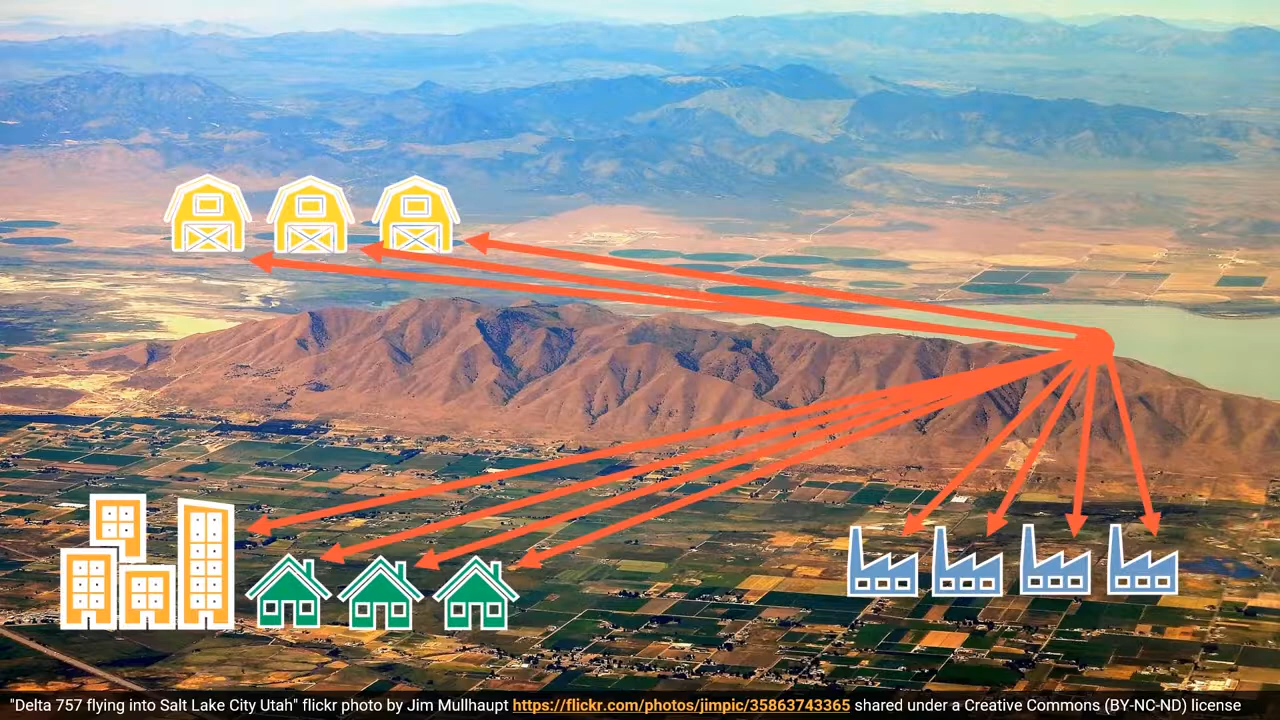 "Delta 757 flying into Salt Lake City Utah" flickr photo by Jim Mullhaupt https://flickr.com/photos/jimpic/35863743365 shared under a Creative Commons (BY-NC-ND) license